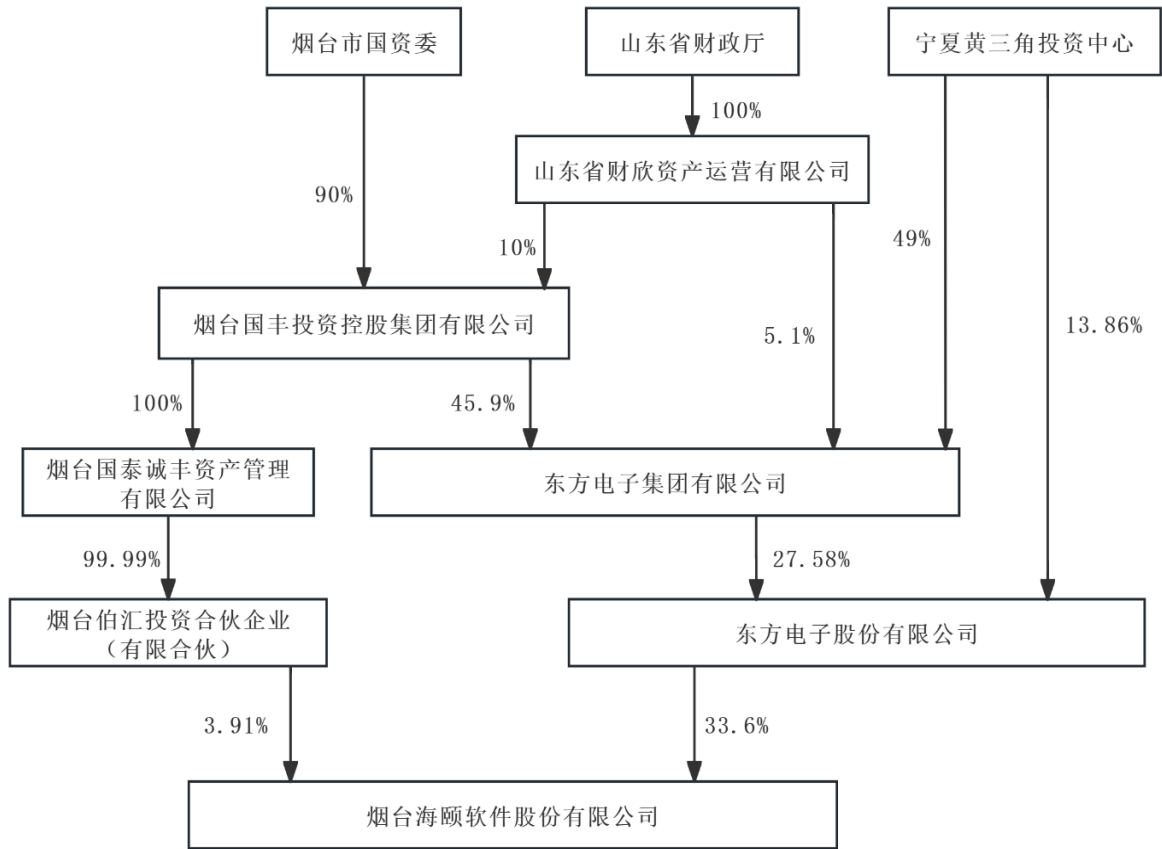 烟台市国资委
山东省财政厅
宁夏黄三角投资中心
100%
山东省财欣资产运营有限公司
90%
10%
49%
烟台国丰投资控股集团有限公司
5.1%
13.86%
100%
45.9%
烟台国泰诚丰资产管理
有限公司
东方电子集团有限公司
99.99%
27.58%
烟台伯汇投资合伙企业
（有限合伙）
东方电子股份有限公司
3.91%
33.6%
烟台海颐软件股份有限公司